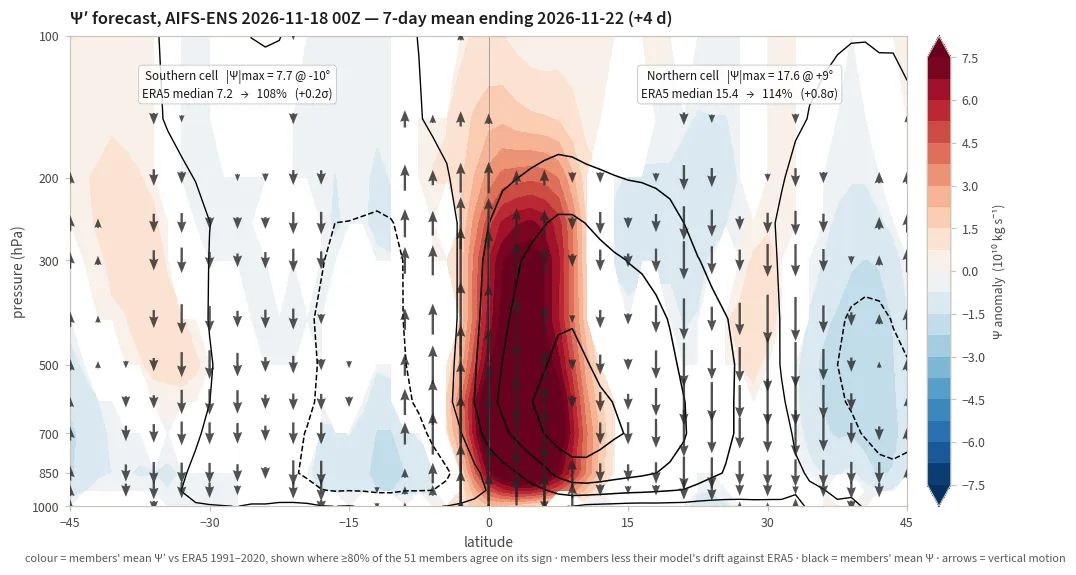 Ψ′ forecast, AIFS-ENS 2026-11-18 00Z — 7-day mean ending 2026-11-22 (+4 d)
Southern cell |Ψ|max = 7.7 @ -10°
ERA5 median 7.2 → 108% (+0.2σ)
Northern cell |Ψ|max = 17.6 @ +9°
ERA5 median 15.4 → 114% (+0.8σ)
100
200
300
400
500
700
850
1000
pressure (hPa)
−45
−30
−15
0
15
30
45
latitude
7.5
6.0
4.5
3.0
1.5
0.0
−1.5
−3.0
−4.5
−6.0
−7.5
Ψ anomaly (10¹⁰ kg s⁻¹)
colour = members' mean Ψ′ vs ERA5 1991–2020, shown where ≥80% of the 51 members agree on its sign · members less their model's drift against ERA5 · black = members' mean Ψ · arrows = vertical motion